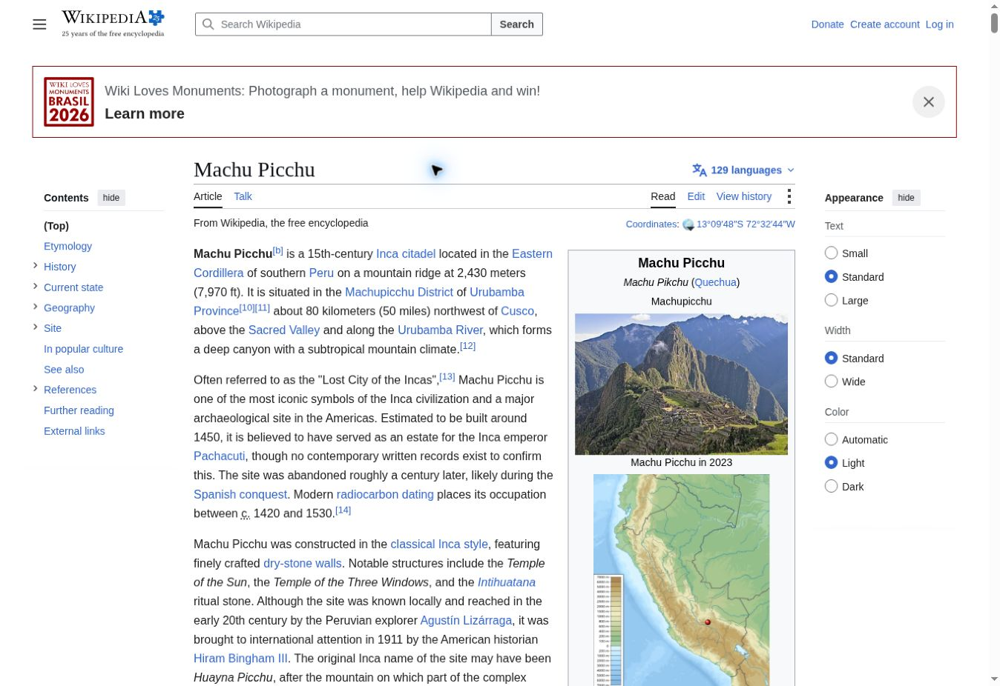 WIKIPEDIA 25
25 years of the free encyclopedia
Search Wikipedia
Search
Donate Create account Log in
WIKI LOVES
MONUMENTS
BRASIL
2026
Wiki Loves Monuments: Photograph a monument, help Wikipedia and win!
Learn more
Machu Picchu
129 languages
Contents hide
(Top)
Etymology
History
Current state
Geography
Site
In popular culture
See also
References
Further reading
External links
Article Talk
Read Edit View history
From Wikipedia, the free encyclopedia
Coordinates: 13°09′48″S 72°32′44″W
Machu Picchu[b] is a 15th-century Inca citadel located in the Eastern
Cordillera of southern Peru on a mountain ridge at 2,430 meters
(7,970 ft). It is situated in the Machupicchu District of Urubamba
Province[10][11] about 80 kilometers (50 miles) northwest of Cusco,
above the Sacred Valley and along the Urubamba River, which forms
a deep canyon with a subtropical mountain climate.[12]
Often referred to as the "Lost City of the Incas",[13] Machu Picchu is
one of the most iconic symbols of the Inca civilization and a major
archaeological site in the Americas. Estimated to be built around
1450, it is believed to have served as an estate for the Inca emperor
Pachacuti, though no contemporary written records exist to confirm
this. The site was abandoned roughly a century later, likely during the
Spanish conquest. Modern radiocarbon dating places its occupation
between c. 1420 and 1530.[14]
Machu Picchu was constructed in the classical Inca style, featuring
finely crafted dry-stone walls. Notable structures include the Temple
of the Sun, the Temple of the Three Windows, and the Intihuatana
ritual stone. Although the site was known locally and reached in the
early 20th century by the Peruvian explorer Agustín Lizárraga, it was
brought to international attention in 1911 by the American historian
Hiram Bingham III. The original Inca name of the site may have been
Huayna Picchu, after the mountain on which part of the complex
Machu Picchu
Machu Pikchu (Quechua)
Machupicchu
Machu Picchu in 2023
Appearance hide
Text
Small
Standard
Large
Width
Standard
Wide
Color
Automatic
Light
Dark